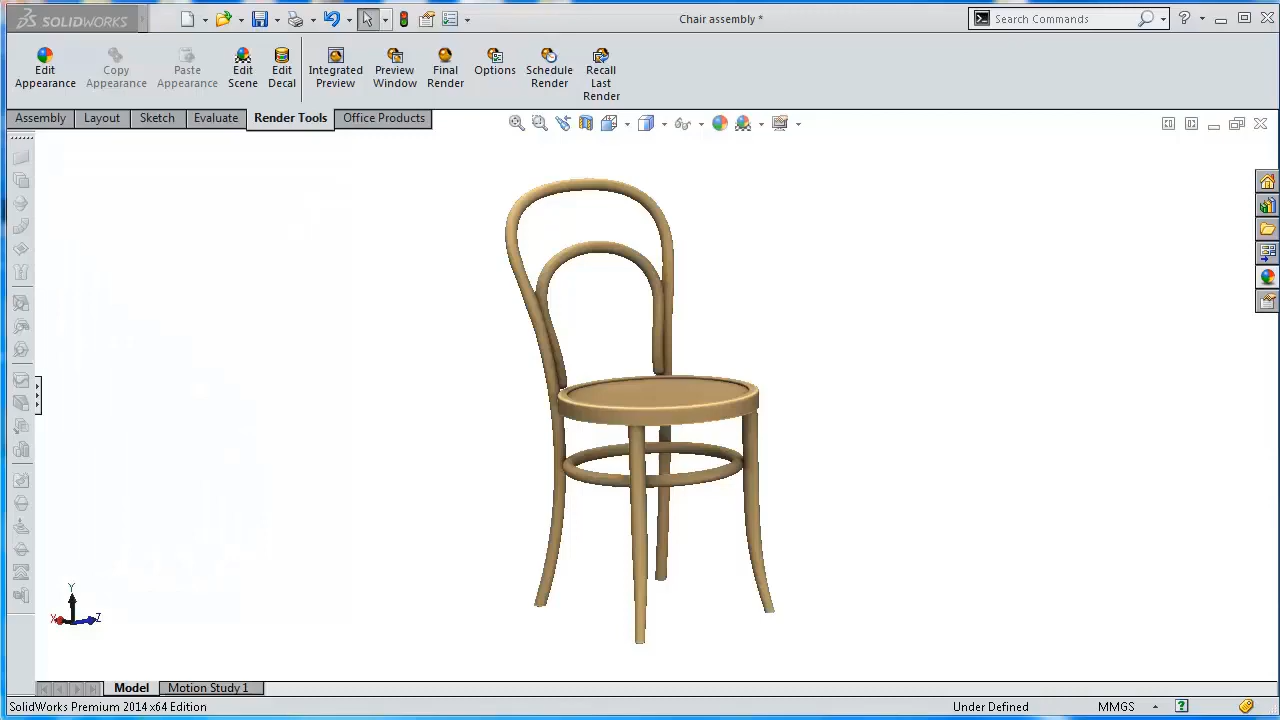 SOLIDWORKS
Chair assembly *
Search Commands
Edit Appearance
Copy Appearance
Paste Appearance
Edit Scene
Edit Decal
Integrated Preview
Preview Window
Final Render
Options
Schedule Render
Recall Last Render
Assembly
Layout
Sketch
Evaluate
Render Tools
Office Products
Y
X
Z
Model
Motion Study 1
SolidWorks Premium 2014 x64 Edition
Under Defined
MMGS